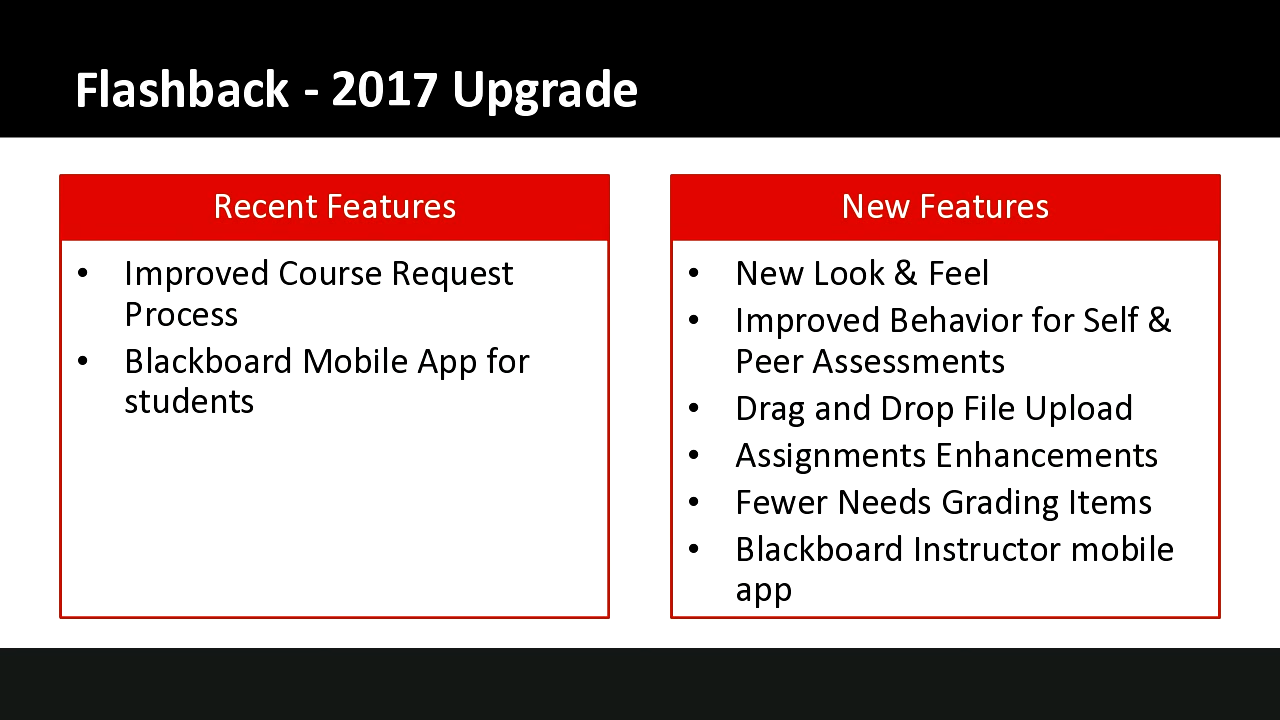 Flashback - 2017 Upgrade
Recent Features
• Improved Course Request
Process
• Blackboard Mobile App for
students
New Features
• New Look & Feel
• Improved Behavior for Self &
Peer Assessments
• Drag and Drop File Upload
• Assignments Enhancements
• Fewer Needs Grading Items
• Blackboard Instructor mobile
app